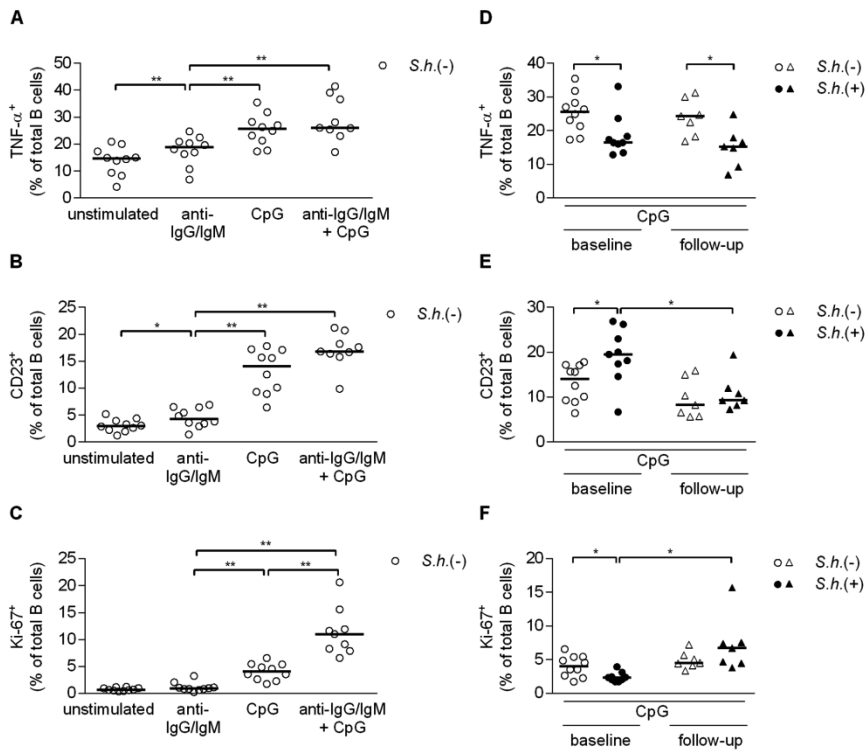 A
**
**
**
50
40
30
20
10
0
TNF-α+
(% of total B cells)
unstimulated
anti-
IgG/IgM
CpG
anti-IgG/IgM
+ CpG
S.h.(-)
D
*
*
50
40
30
20
10
0
TNF-α+
(% of total B cells)
CpG
baseline
follow-up
S.h.(-)
S.h.(+)
B
**
*
**
25
20
15
10
5
0
CD23+
(% of total B cells)
unstimulated
anti-
IgG/IgM
CpG
anti-IgG/IgM
+ CpG
S.h.(-)
E
*
*
30
20
10
0
CD23+
(% of total B cells)
CpG
baseline
follow-up
S.h.(-)
S.h.(+)
C
**
**
**
25
20
15
10
5
0
Ki-67+
(% of total B cells)
unstimulated
anti-
IgG/IgM
CpG
anti-IgG/IgM
+ CpG
S.h.(-)
F
*
*
20
15
10
5
0
Ki-67+
(% of total B cells)
CpG
baseline
follow-up
S.h.(-)
S.h.(+)